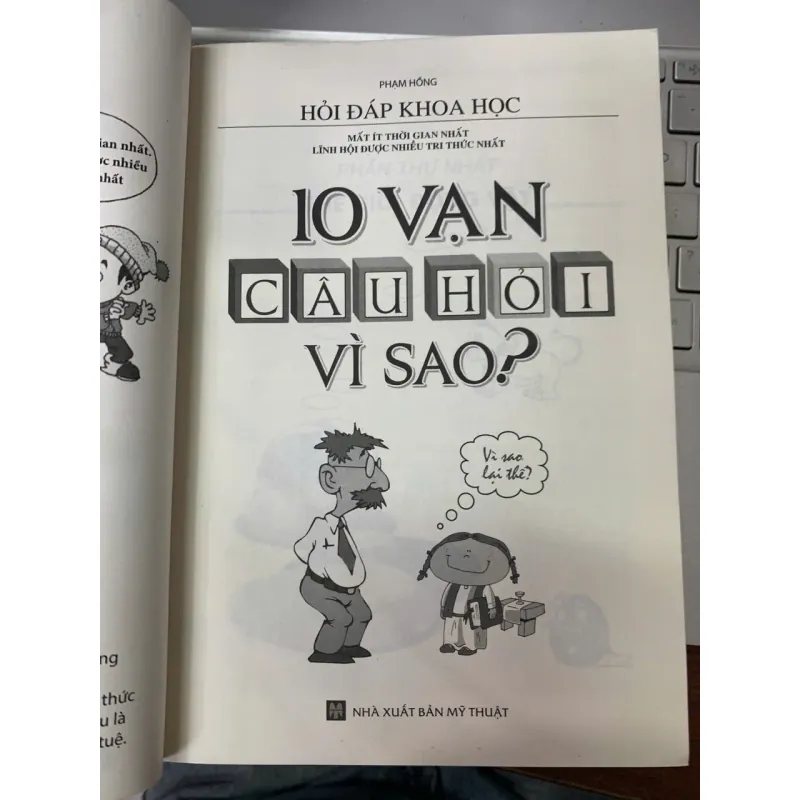 gian nhất.
nhiều
nhất
ng
thức
u là
tuệ.
PHẠM HỒNG
HỎI ĐÁP KHOA HỌC
MẤT ÍT THỜI GIAN NHẤT
LĨNH HỘI ĐƯỢC NHIỀU TRI THỨC NHẤT
10 VẠN
CÂU HỎI
VÌ SAO?
Vì sao
lại thế?
NHÀ XUẤT BẢN MỸ THUẬT